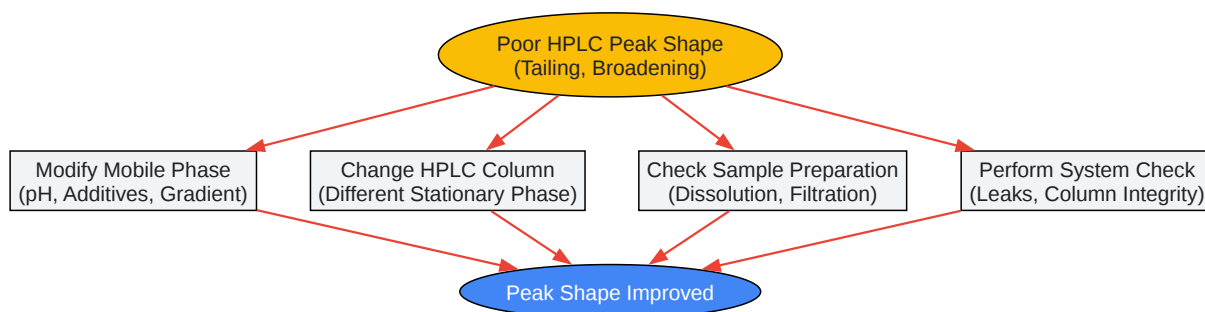 Poor HPLC Peak Shape
(Tailing, Broadening)
Modify Mobile Phase
(pH, Additives, Gradient)
Change HPLC Column
(Different Stationary Phase)
Check Sample Preparation
(Dissolution, Filtration)
Perform System Check
(Leaks, Column Integrity)
Peak Shape Improved